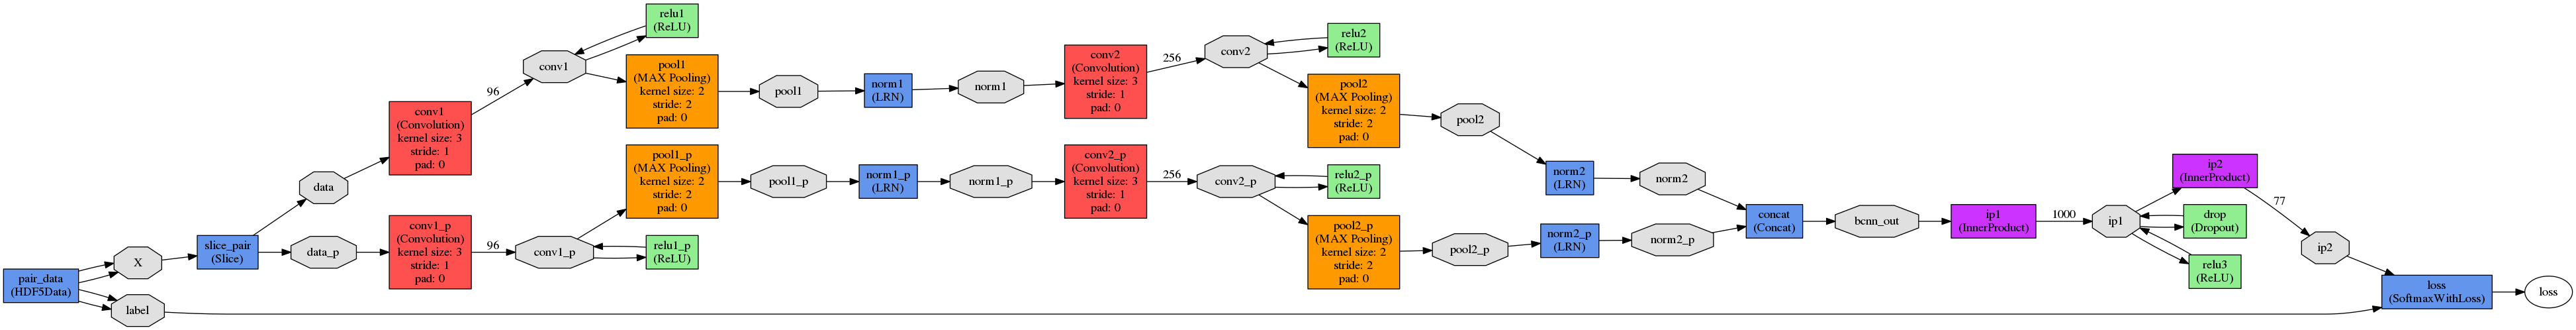 pair_data
(HDF5Data)
X
label
slice_pair
(Slice)
data
data_p
conv1
(Convolution)
kernel size: 3
stride: 1
pad: 0
96
conv1
relu1
(ReLU)
pool1
(MAX Pooling)
kernel size: 2
stride: 2
pad: 0
pool1
norm1
(LRN)
norm1
conv2
(Convolution)
kernel size: 3
stride: 1
pad: 0
256
conv2
relu2
(ReLU)
pool2
(MAX Pooling)
kernel size: 2
stride: 2
pad: 0
pool2
norm2
(LRN)
norm2
conv1_p
(Convolution)
kernel size: 3
stride: 1
pad: 0
96
conv1_p
relu1_p
(ReLU)
pool1_p
(MAX Pooling)
kernel size: 2
stride: 2
pad: 0
pool1_p
norm1_p
(LRN)
norm1_p
conv2_p
(Convolution)
kernel size: 3
stride: 1
pad: 0
256
conv2_p
relu2_p
(ReLU)
pool2_p
(MAX Pooling)
kernel size: 2
stride: 2
pad: 0
pool2_p
norm2_p
(LRN)
norm2_p
concat
(Concat)
bcnn_out
ip1
(InnerProduct)
1000
ip1
ip2
(InnerProduct)
drop
(Dropout)
relu3
(ReLU)
77
ip2
loss
(SoftmaxWithLoss)
loss